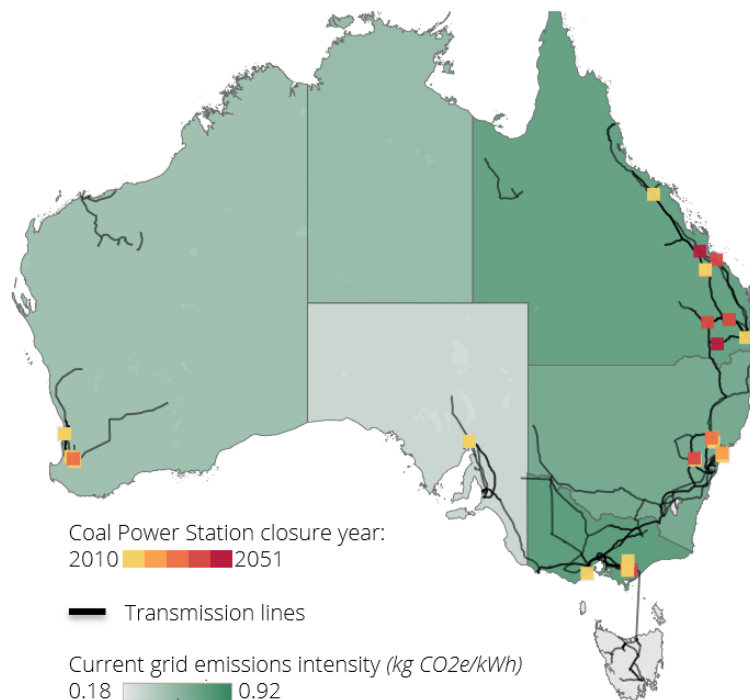 Coal Power Station closure year:
2010 2051
Transmission lines
Current grid emissions intensity (kg CO2e/kWh)
0.18 0.92